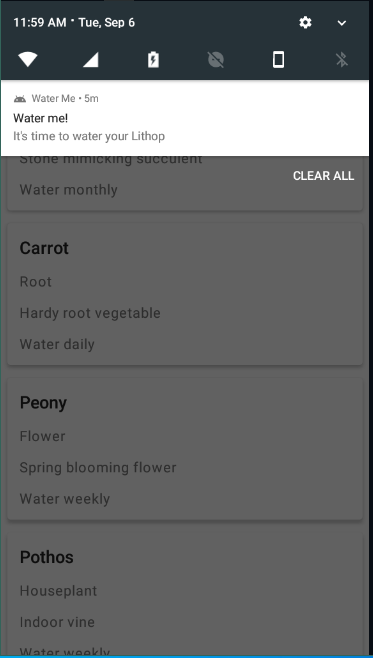 11:59 AM • Tue, Sep 6
Water Me • 5m
Water me!
It's time to water your Lithop
Stone mimicking succulent
CLEAR ALL
Water monthly
Carrot
Root
Hardy root vegetable
Water daily
Peony
Flower
Spring blooming flower
Water weekly
Pothos
Houseplant
Indoor vine
Water weekly